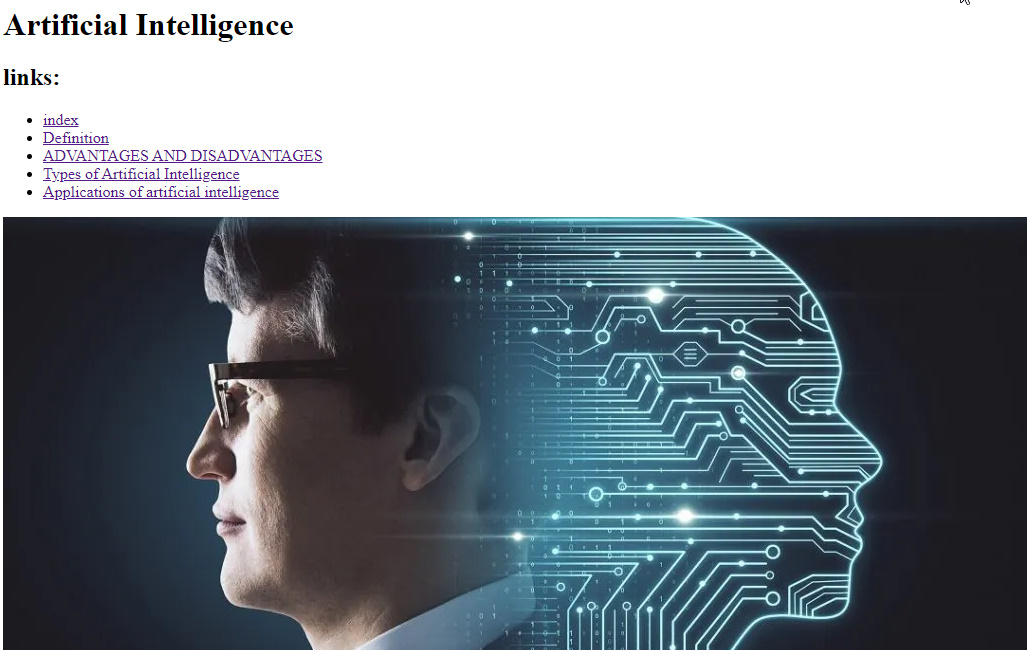 Artificial Intelligence
links:
index
Definition
ADVANTAGES AND DISADVANTAGES
Types of Artificial Intelligence
Applications of artificial intelligence